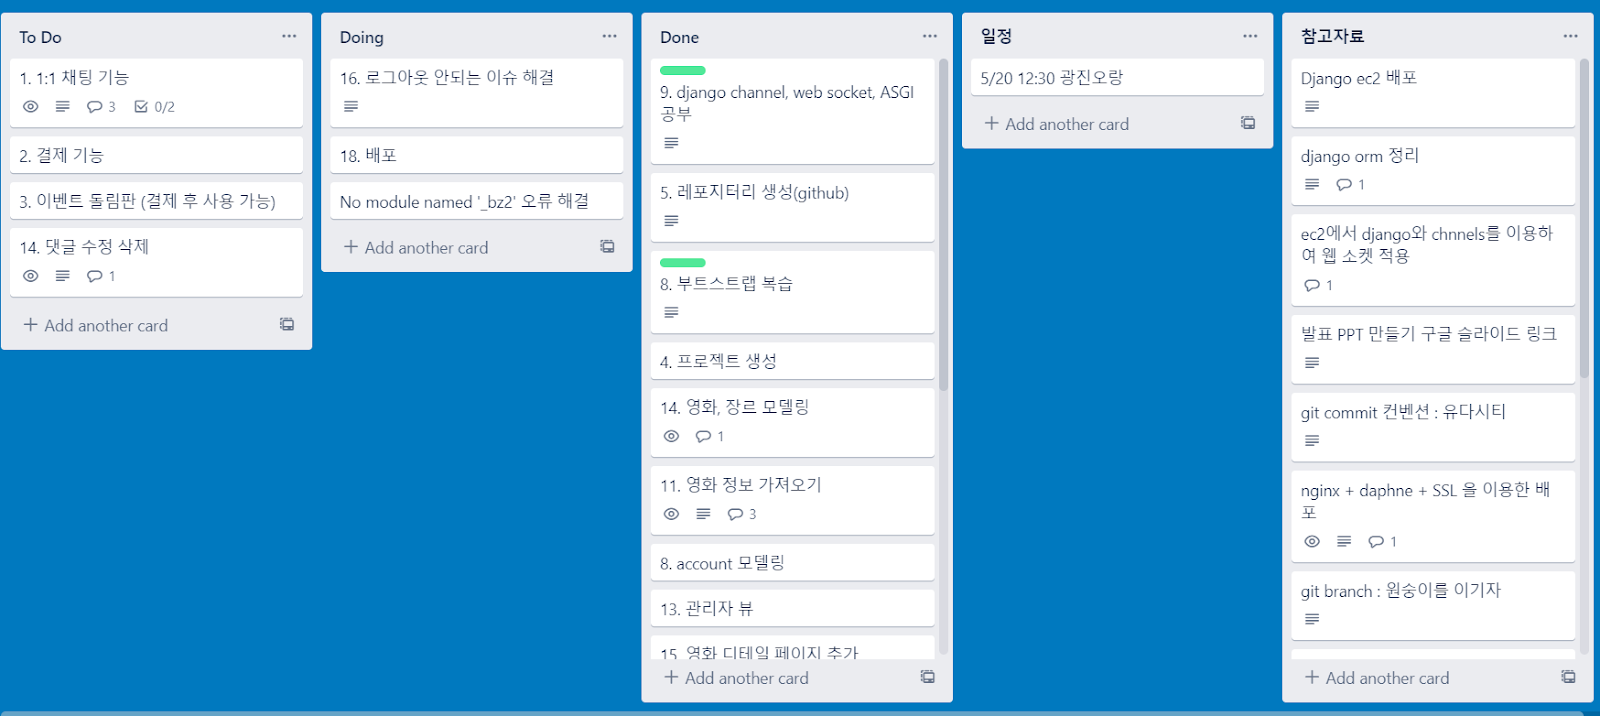 To Do
1. 1:1 채팅 기능
3
0/2
2. 결제 기능
3. 이벤트 돌림판 (결제 후 사용 가능)
14. 댓글 수정 삭제
1
+ Add another card
Doing
16. 로그아웃 안되는 이슈 해결
18. 배포
No module named '_bz2' 오류 해결
+ Add another card
Done
9. django channel, web socket, ASGI
공부
5. 레포지터리 생성(github)
8. 부트스트랩 복습
4. 프로젝트 생성
14. 영화, 장르 모델링
1
11. 영화 정보 가져오기
3
8. account 모델링
13. 관리자 뷰
15. 영화 디테일 페이지 추가
+ Add another card
일정
5/20 12:30 광진오랑
+ Add another card
참고자료
Django ec2 배포
django orm 정리
1
ec2에서 django와 chnnels를 이용하
여 웹 소켓 적용
1
발표 PPT 만들기 구글 슬라이드 링크
git commit 컨벤션 : 유다시티
nginx + daphne + SSL 을 이용한 배
포
1
git branch : 원숭이를 이기자
+ Add another card